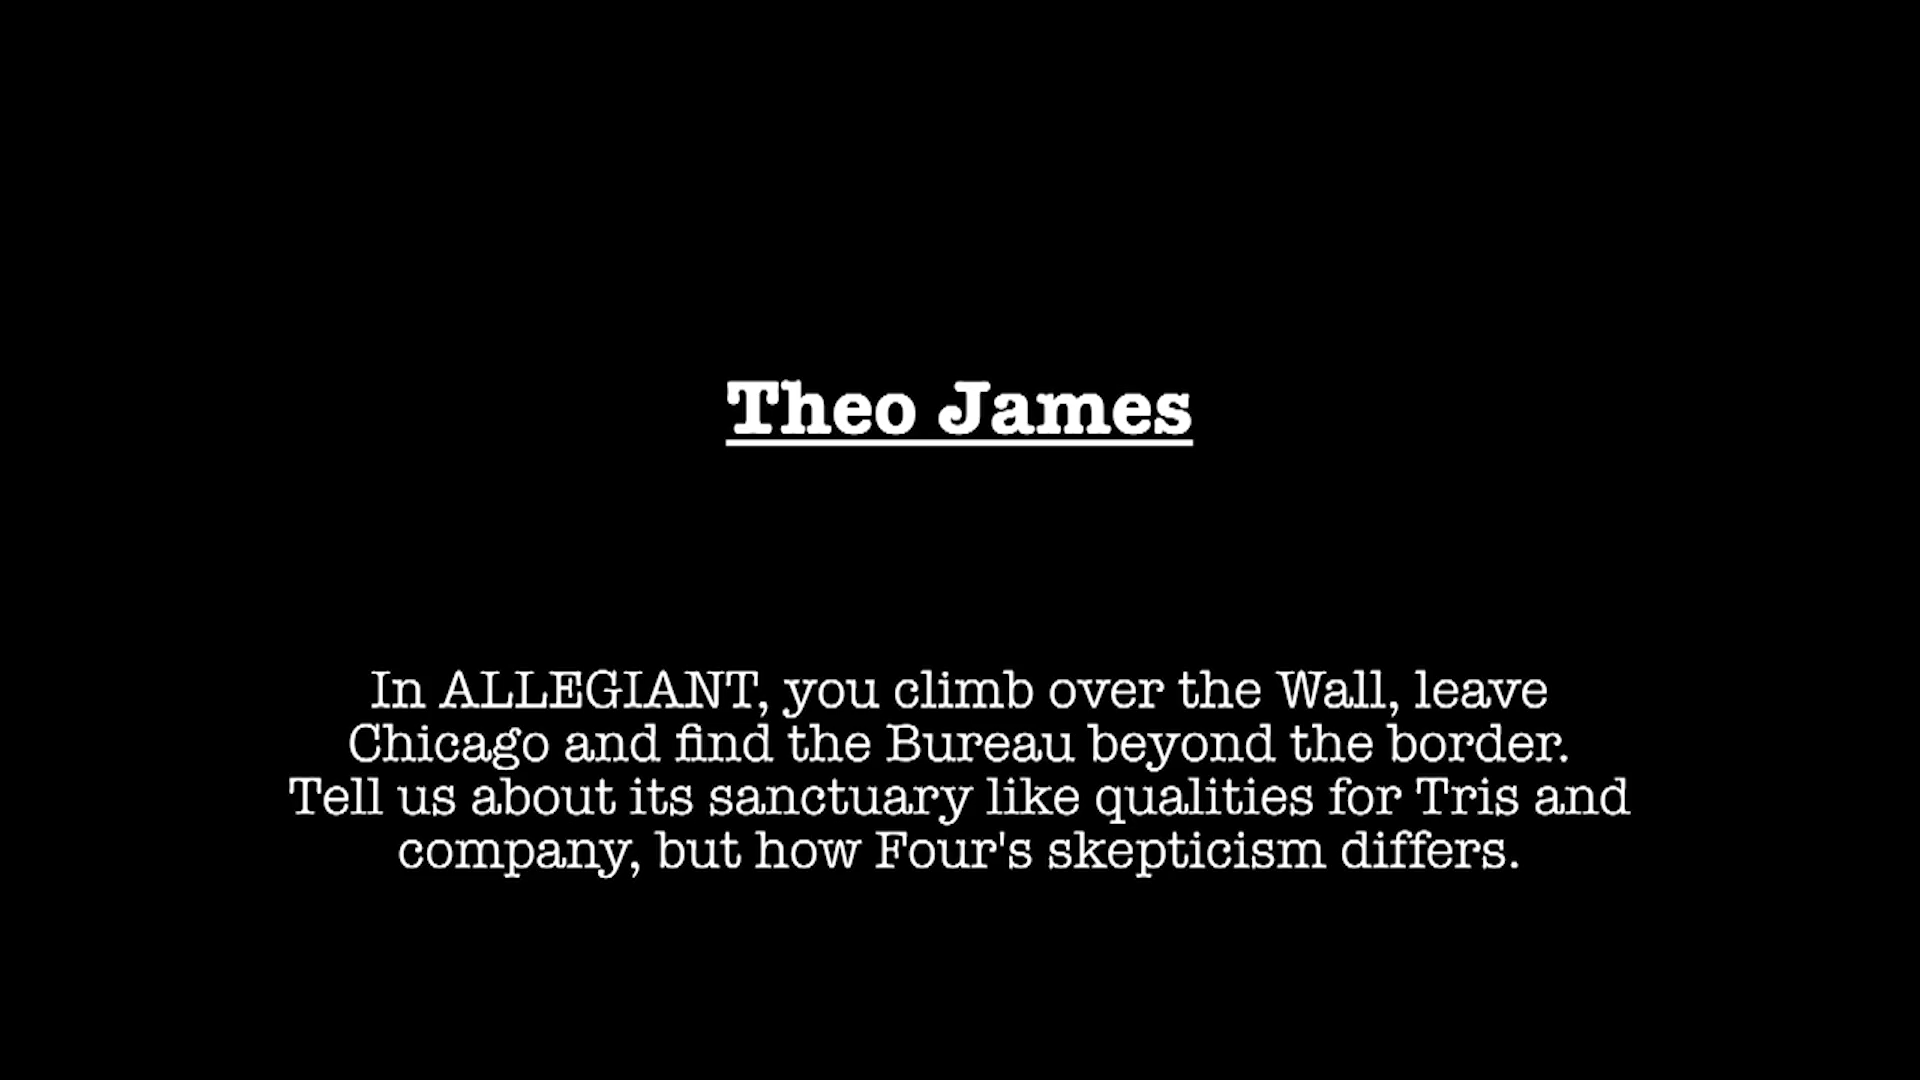 Theo James
In ALLEGIANT, you climb over the Wall, leave
Chicago and find the Bureau beyond the border.
Tell us about its sanctuary like qualities for Tris and
company, but how Four's skepticism differs.